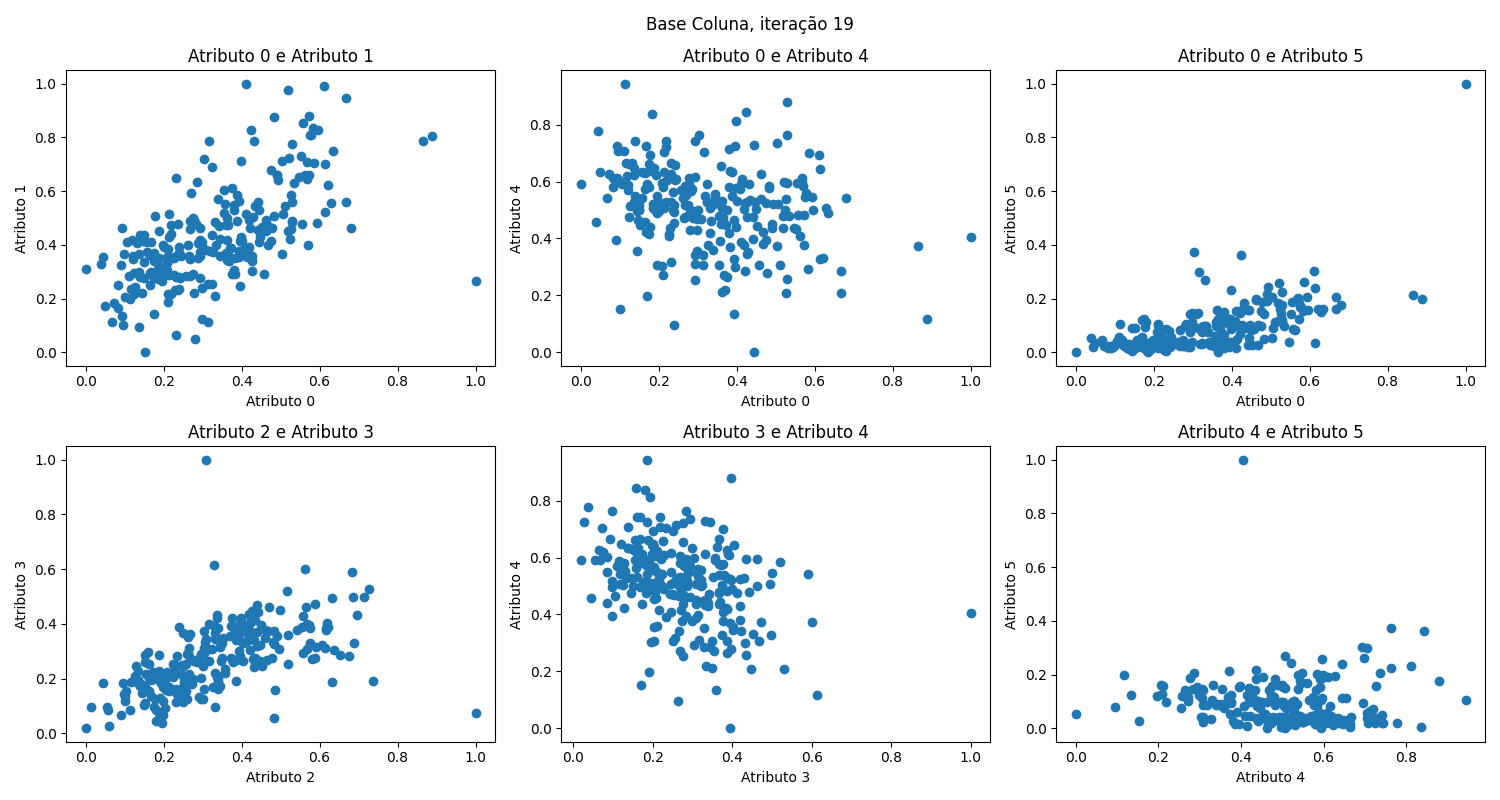 Base Coluna, iteração 19
Atributo 0 e Atributo 1
1.0
0.8
0.6
0.4
0.2
0.0
Atributo 1
0.0 0.2 0.4 0.6 0.8 1.0
Atributo 0
Atributo 0 e Atributo 4
0.8
0.6
0.4
0.2
0.0
Atributo 4
0.0 0.2 0.4 0.6 0.8 1.0
Atributo 0
Atributo 0 e Atributo 5
1.0
0.8
0.6
0.4
0.2
0.0
Atributo 5
0.0 0.2 0.4 0.6 0.8 1.0
Atributo 0
Atributo 2 e Atributo 3
1.0
0.8
0.6
0.4
0.2
0.0
Atributo 3
0.0 0.2 0.4 0.6 0.8 1.0
Atributo 2
Atributo 3 e Atributo 4
0.8
0.6
0.4
0.2
0.0
Atributo 4
0.0 0.2 0.4 0.6 0.8 1.0
Atributo 3
Atributo 4 e Atributo 5
1.0
0.8
0.6
0.4
0.2
0.0
Atributo 5
0.0 0.2 0.4 0.6 0.8
Atributo 4